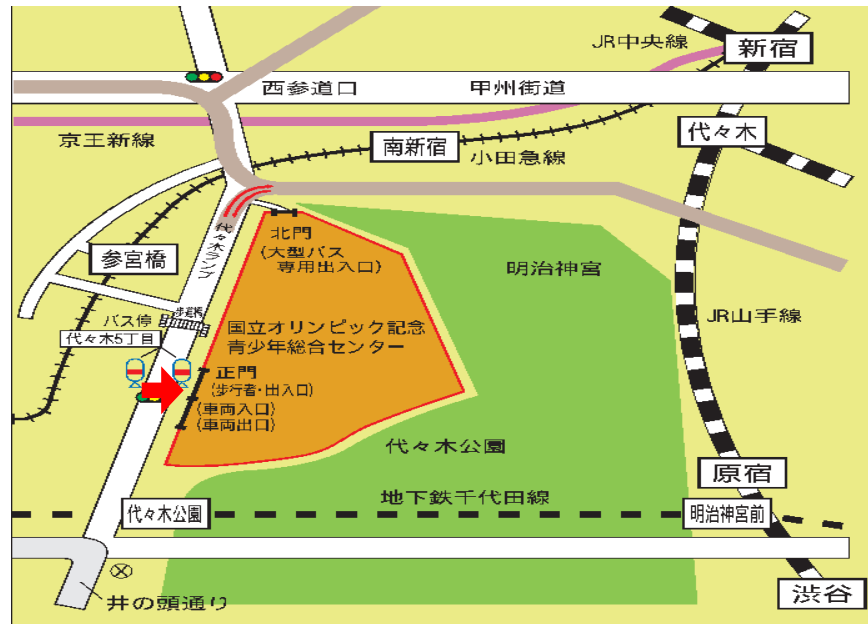 JR中央線
新宿
西参道口
甲州街道
京王新線
南新宿
小田急線
代々木
代々木ランプ
北門
(大型バス
専用出入口)
参宮橋
明治神宮
歩道橋
バス停
代々木5丁目
国立オリンピック記念
青少年総合センター
JR山手線
正門
(歩行者・出入口)
(車両入口)
(車両出口)
代々木公園
原宿
地下鉄千代田線
代々木公園
明治神宮前
井の頭通り
渋谷